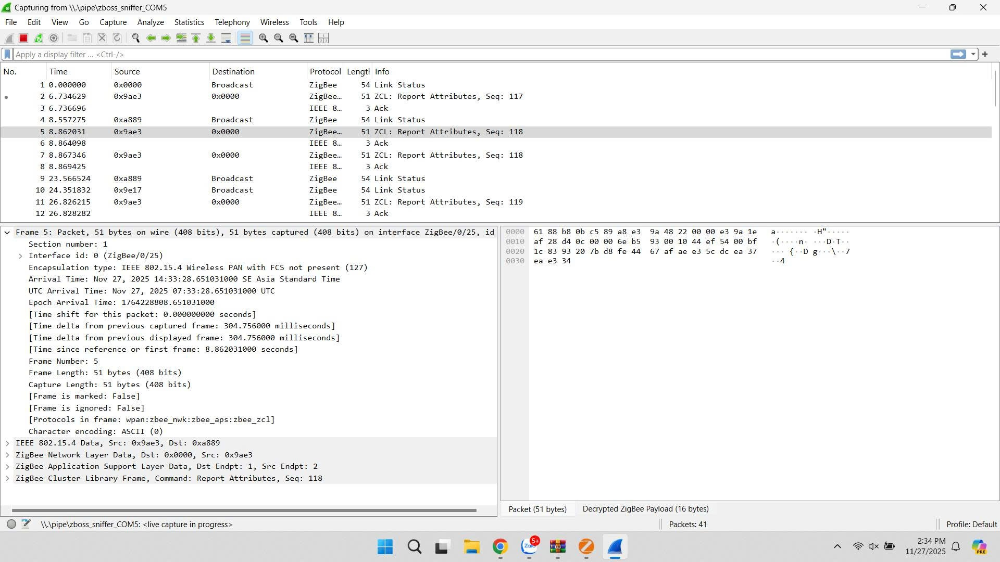 Capturing from \\.\pipe\zboss_sniffer_COM5
File Edit View Go Capture Analyze Statistics Telephony Wireless Tools Help
Apply a display filter ... <Ctrl-/>
No. Time Source Destination Protocol Length Info
1 0.000000 0x0000 Broadcast ZigBee 54 Link Status
2 6.734629 0x9ae3 0x0000 ZigBee… 51 ZCL: Report Attributes, Seq: 117
3 6.736696 IEEE 8… 3 Ack
4 8.557275 0xa889 Broadcast ZigBee 54 Link Status
5 8.862031 0x9ae3 0x0000 ZigBee… 51 ZCL: Report Attributes, Seq: 118
6 8.864098 IEEE 8… 3 Ack
7 8.867346 0x9ae3 0x0000 ZigBee… 51 ZCL: Report Attributes, Seq: 118
8 8.869425 IEEE 8… 3 Ack
9 23.566524 0xa889 Broadcast ZigBee 54 Link Status
10 24.351832 0x9e17 Broadcast ZigBee 54 Link Status
11 26.826215 0x9ae3 0x0000 ZigBee… 51 ZCL: Report Attributes, Seq: 119
12 26.828282 IEEE 8… 3 Ack
Frame 5: Packet, 51 bytes on wire (408 bits), 51 bytes captured (408 bits) on interface ZigBee/0/25, id
Section number: 1
Interface id: 0 (ZigBee/0/25)
Encapsulation type: IEEE 802.15.4 Wireless PAN with FCS not present (127)
Arrival Time: Nov 27, 2025 14:33:28.651031000 SE Asia Standard Time
UTC Arrival Time: Nov 27, 2025 07:33:28.651031000 UTC
Epoch Arrival Time: 1764228808.651031000
[Time shift for this packet: 0.000000000 seconds]
[Time delta from previous captured frame: 304.756000 milliseconds]
[Time delta from previous displayed frame: 304.756000 milliseconds]
[Time since reference or first frame: 8.862031000 seconds]
Frame Number: 5
Frame Length: 51 bytes (408 bits)
Capture Length: 51 bytes (408 bits)
[Frame is marked: False]
[Frame is ignored: False]
[Protocols in frame: wpan:zbee_nwk:zbee_aps:zbee_zcl]
Character encoding: ASCII (0)
IEEE 802.15.4 Data, Src: 0x9ae3, Dst: 0xa889
ZigBee Network Layer Data, Dst: 0x0000, Src: 0x9ae3
ZigBee Application Support Layer Data, Dst Endpt: 1, Src Endpt: 2
ZigBee Cluster Library Frame, Command: Report Attributes, Seq: 118
0000 61 88 b8 0b c5 89 a8 e3 9a 48 22 00 00 e3 9a 1e a······· ·H"·····
0010 af 28 d4 0c 00 00 6e b5 93 00 10 44 ef 54 00 bf ·(····n· ···D·T··
0020 1c 83 93 20 7b d8 fe 44 67 af ae e3 5c dc ea 37 ··· {··D g···\··7
0030 ea e3 34 ··4
Packet (51 bytes) Decrypted ZigBee Payload (16 bytes)
\\.\pipe\zboss_sniffer_COM5: <live capture in progress> Packets: 41 Profile: Default
Zalo 5+
PRE
2:34 PM
11/27/2025